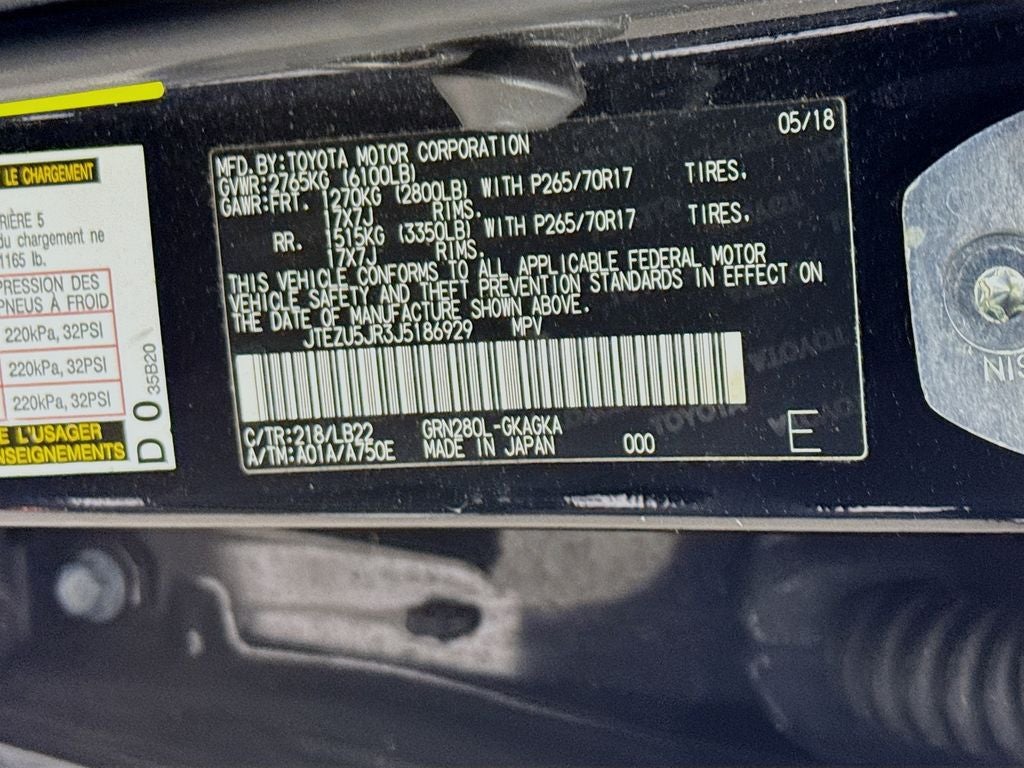 LE CHARGEMENT
RIÈRE 5
du chargement ne
1165 lb.
PRESSION DES
PNEUS À FROID
220kPa, 32PSI
220kPa, 32PSI
220kPa, 32PSI
L'USAGER
NSEIGNEMENTS
D 0 35B20
05/18
MFD.BY:TOYOTA MOTOR CORPORATION
GVWR:2765KG (6100LB)
GAWR:FRT. 1270KG (2800LB) WITH P265/70R17 TIRES.
17X7J RIMS.
RR. 1515KG (3350LB) WITH P265/70R17 TIRES.
17X7J RIMS.
THIS VEHICLE CONFORMS TO ALL APPLICABLE FEDERAL MOTOR
VEHICLE SAFETY AND THEFT PREVENTION STANDARDS IN EFFECT ON
THE DATE OF MANUFACTURE SHOWN ABOVE.
JTEZU5JR3J5186929 MPV
C/TR:218/LB22 GRN280L-GKAGKA
A/TM:A01A/A750E MADE IN JAPAN 000 E
TOYOTA
NIS